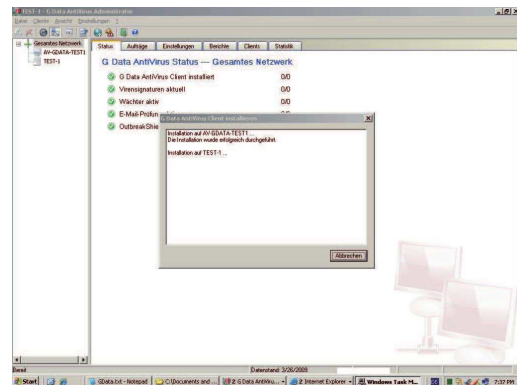 TEST-1 - G Data AntiVirus Administrator
Datei Clients Ansicht Einstellungen ?
Gesamtes Netzwerk
AV-GDATA-TEST1
TEST-1
Status Aufträge Einstellungen Berichte Clients Statistik
G Data AntiVirus Status --- Gesamtes Netzwerk
G Data AntiVirus Client installiert 0/0
Virensignaturen aktuell 0/0
Wächter aktiv 0/0
E-Mail-Prüfun
OutbreakShie
G Data AntiVirus Client installieren
Installation auf AV-GDATA-TEST1 ...
Die Installation wurde erfolgreich durchgeführt.
Installation auf TEST-1 ...
Abbrechen
Bereit Datenstand: 3/26/2009
Start GData.txt - Notepad C:\Documents and ... 2 G Data AntiViru... 2 Internet Explorer Windows Task M... 7:37 PM